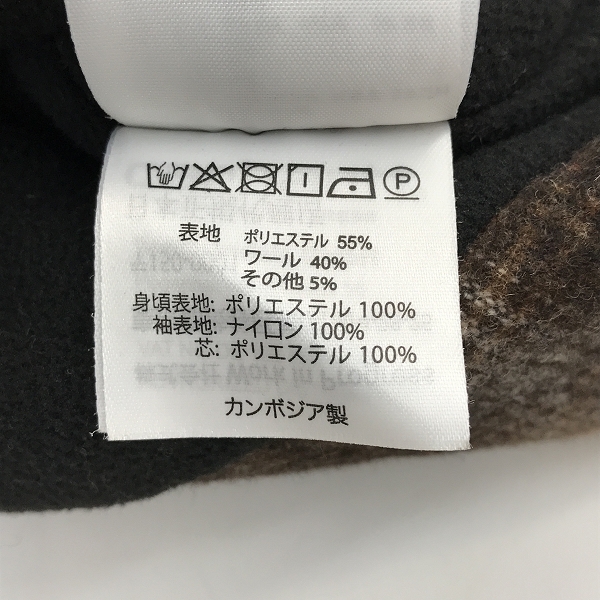 P
表地 ポリエステル 55%
ワール 40%
その他 5%
身頃表地: ポリエステル 100%
袖表地: ナイロン 100%
芯: ポリエステル 100%
カンボジア製